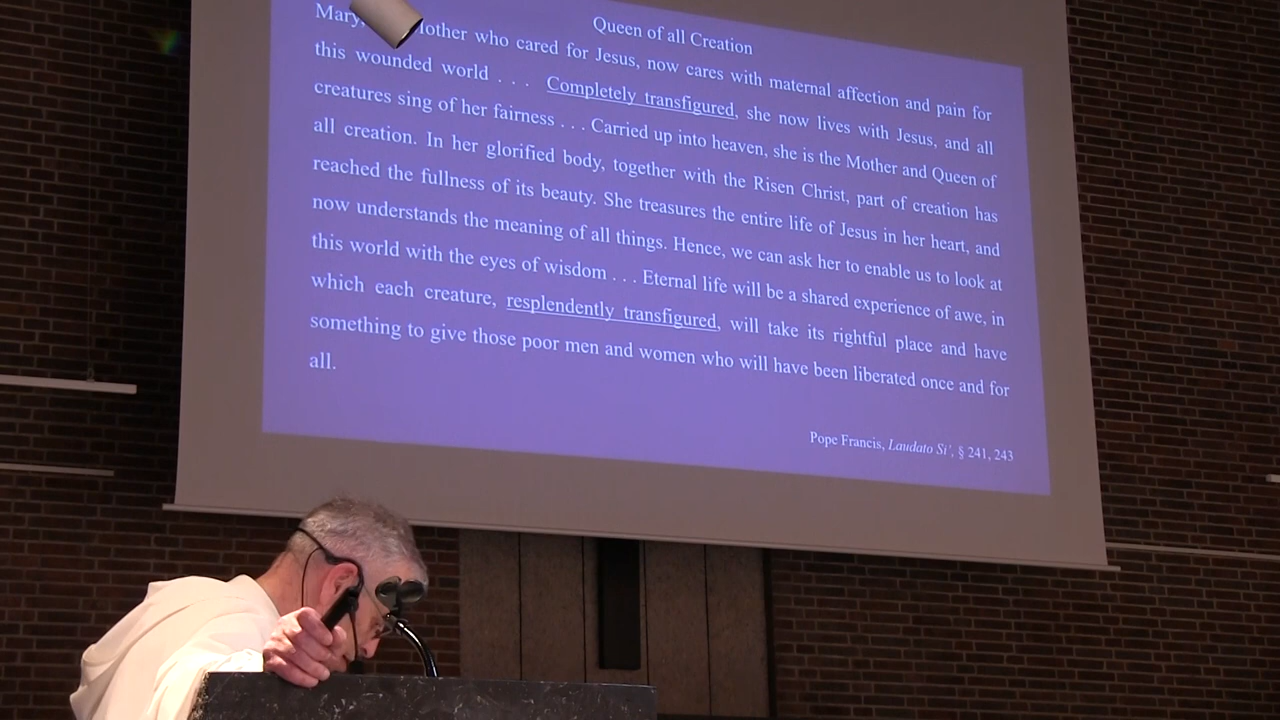 Queen of all Creation
Mary, Mother who cared for Jesus, now cares with maternal affection and pain for
this wounded world . . . Completely transfigured, she now lives with Jesus, and all
creatures sing of her fairness . . . Carried up into heaven, she is the Mother and Queen of
all creation. In her glorified body, together with the Risen Christ, part of creation has
reached the fullness of its beauty. She treasures the entire life of Jesus in her heart, and
now understands the meaning of all things. Hence, we can ask her to enable us to look at
this world with the eyes of wisdom . . . Eternal life will be a shared experience of awe, in
which each creature, resplendently transfigured, will take its rightful place and have
something to give those poor men and women who will have been liberated once and for
all.
Pope Francis, Laudato Si', § 241, 243